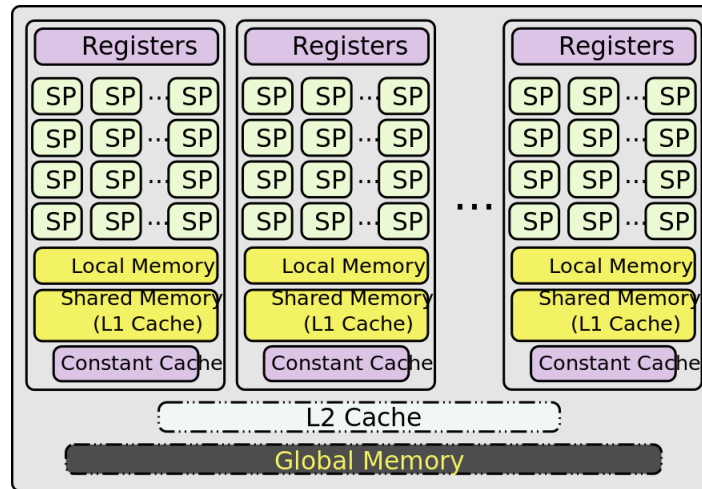 Registers Registers Registers
SP SP ... SP SP SP ... SP SP SP ... SP
SP SP ... SP SP SP ... SP SP SP ... SP
SP SP ... SP SP SP ... SP SP SP ... SP
SP SP ... SP SP SP ... SP ... SP SP ... SP
Local Memory Local Memory Local Memory
Shared Memory Shared Memory Shared Memory
(L1 Cache) (L1 Cache) (L1 Cache)
Constant Cache Constant Cache Constant Cache
L2 Cache
Global Memory